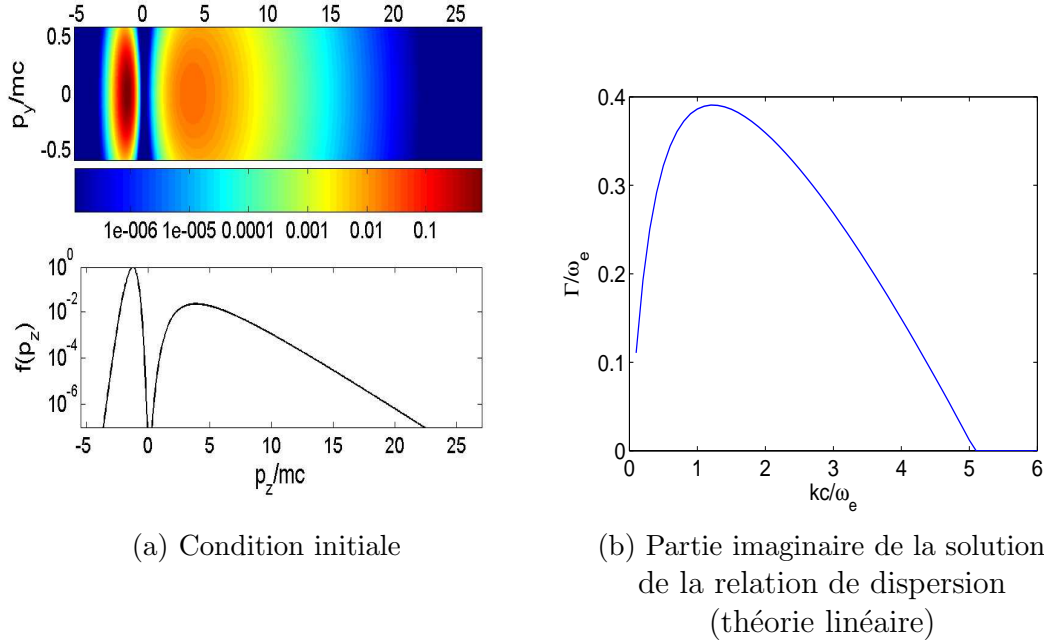 -5 0 5 10 15 20 25
0.5
0
-0.5
p_y/mc
1e-006 1e-005 0.0001 0.001 0.01 0.1
10^0
10^-2
10^-4
10^-6
f(p_z)
-5 0 5 10 15 20 25
p_z/mc
(a) Condition initiale
0.4
0.3
0.2
0.1
0
Γ/ω_e
0 1 2 3 4 5 6
kc/ω_e
(b) Partie imaginaire de la solution
de la relation de dispersion
(théorie linéaire)